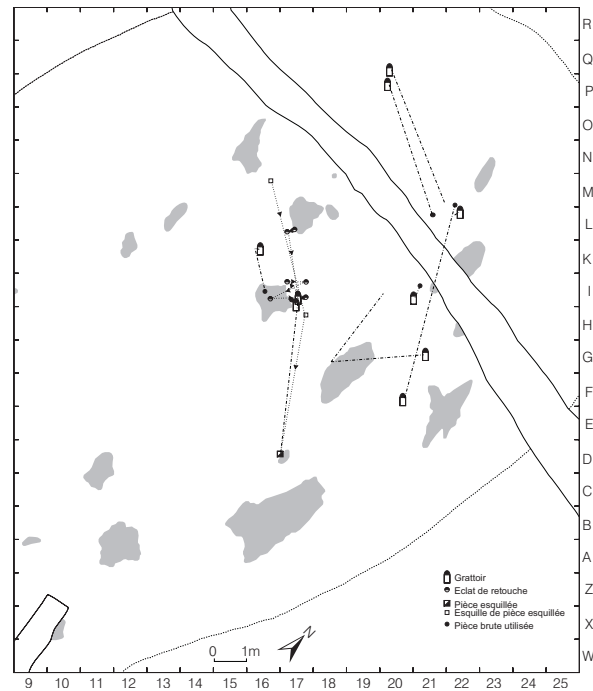 R
Q
P
O
N
M
L
K
I
H
G
F
E
D
C
B
A
Z
X
W
Grattoir
Eclat de retouche
Pièce esquillée
Esquille de pièce esquillée
Pièce brute utilisée
0 1m
N
9 10 11 12 13 14 15 16 17 18 19 20 21 22 23 24 25